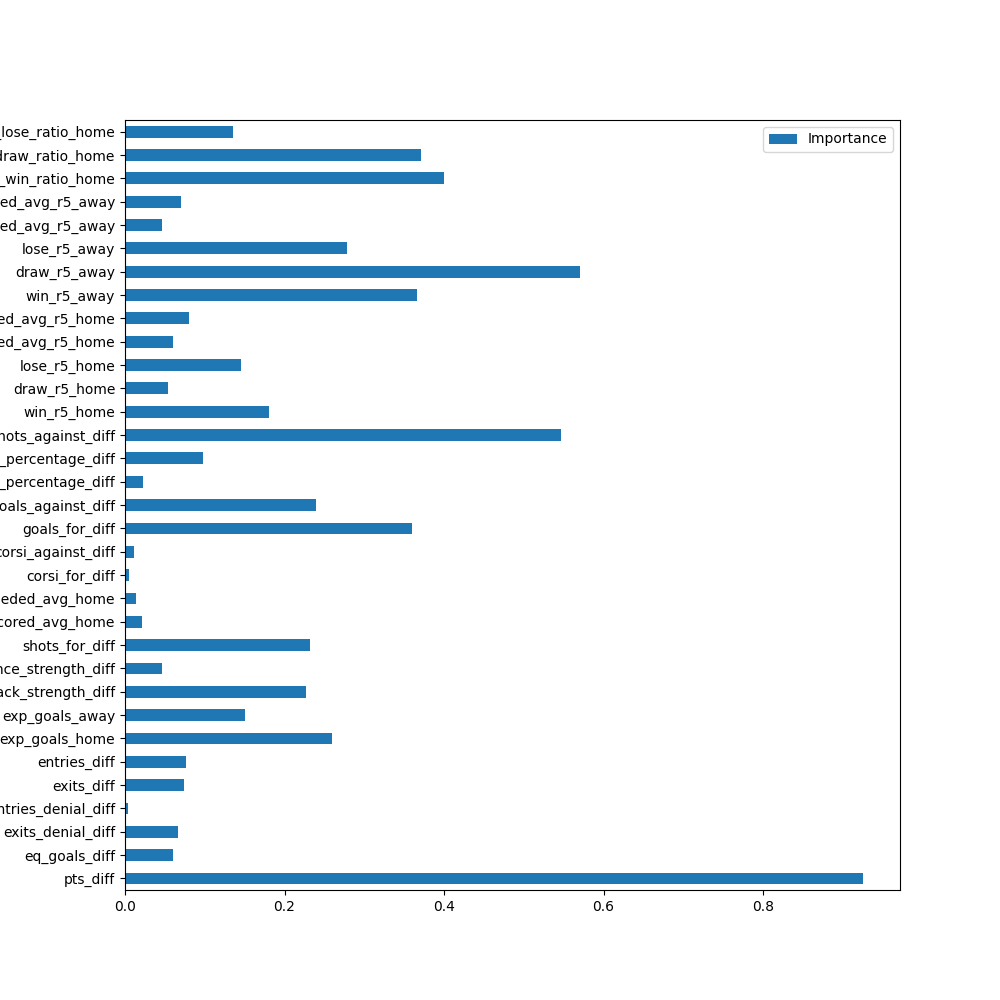 _lose_ratio_home
draw_ratio_home
_win_ratio_home
ed_avg_r5_away
ed_avg_r5_away
lose_r5_away
draw_r5_away
win_r5_away
ed_avg_r5_home
ed_avg_r5_home
lose_r5_home
draw_r5_home
win_r5_home
hots_against_diff
_percentage_diff
_percentage_diff
oals_against_diff
goals_for_diff
corsi_against_diff
corsi_for_diff
eded_avg_home
cored_avg_home
shots_for_diff
nce_strength_diff
ack_strength_diff
exp_goals_away
exp_goals_home
entries_diff
exits_diff
ntries_denial_diff
exits_denial_diff
eq_goals_diff
pts_diff
Importance
0.0 0.2 0.4 0.6 0.8